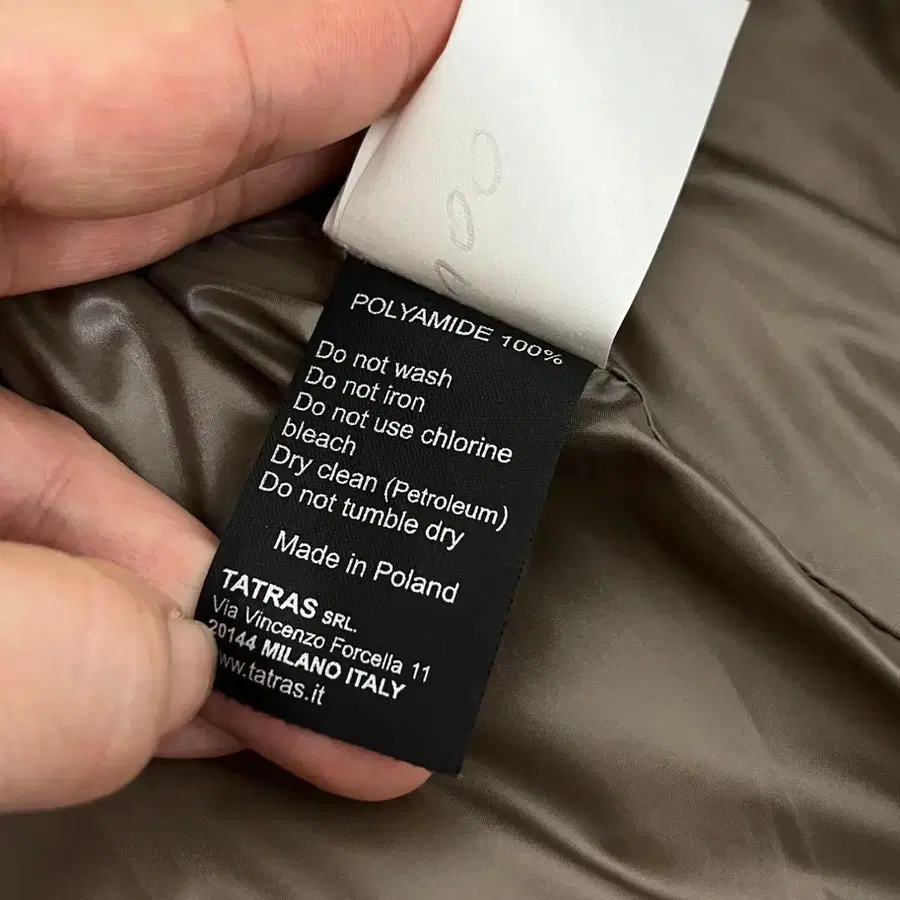 POLYAMIDE 100%
Do not wash
Do not iron
Do not use chlorine
bleach
Dry clean (Petroleum)
Do not tumble dry
Made in Poland
TATRAS SRL.
Via Vincenzo Forcella 11
20144 MILANO ITALY
www.tatras.it